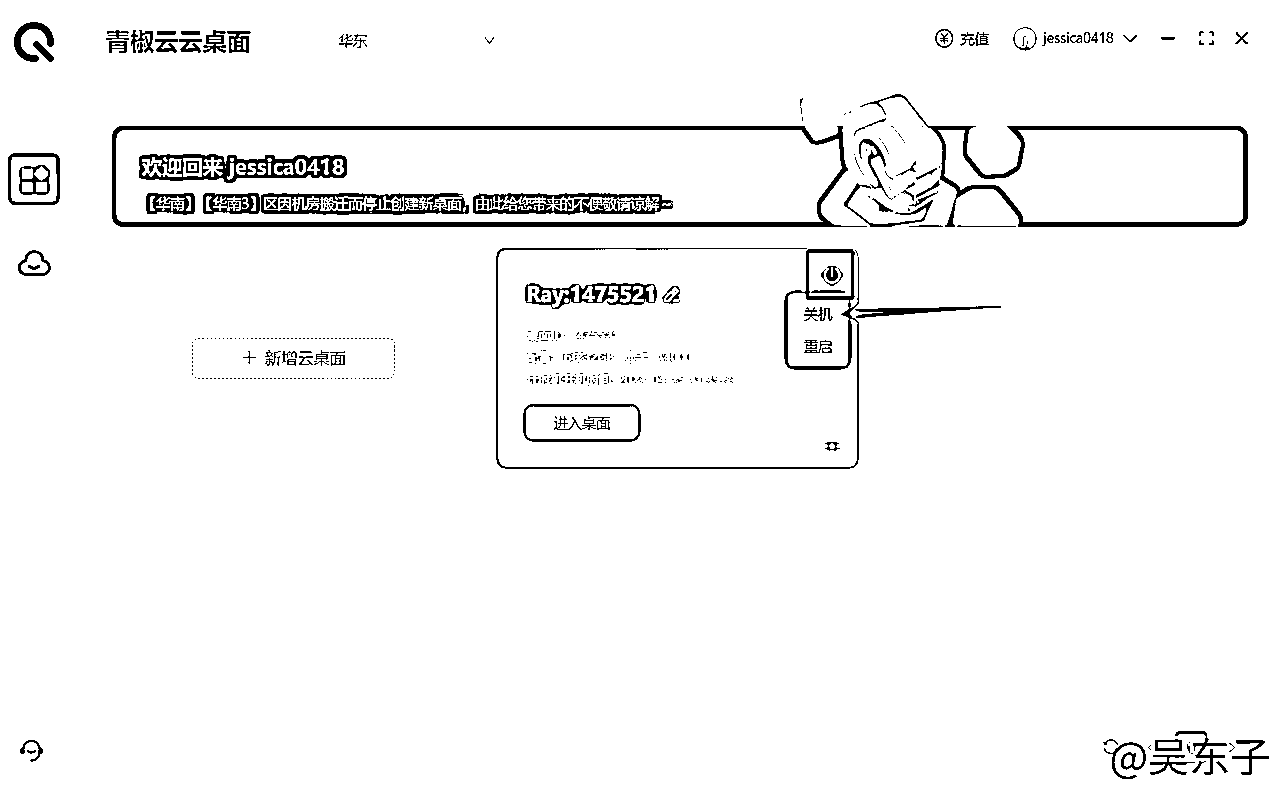 青椒云云桌面
华东
充值
jessica0418
欢迎回来 jessica0418
【华南】【华南3】区因机房搬迁而停止创建新桌面，由此给您带来的不便敬请谅解~
Ray:1475521
关机
重启
新增云桌面
进入桌面
@吴东子